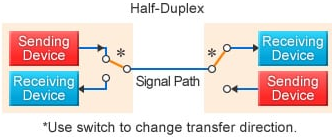 Half-Duplex
Sending
Device
*
*
Receiving
Device
Receiving
Device
Signal Path
Sending
Device
*Use switch to change transfer direction.